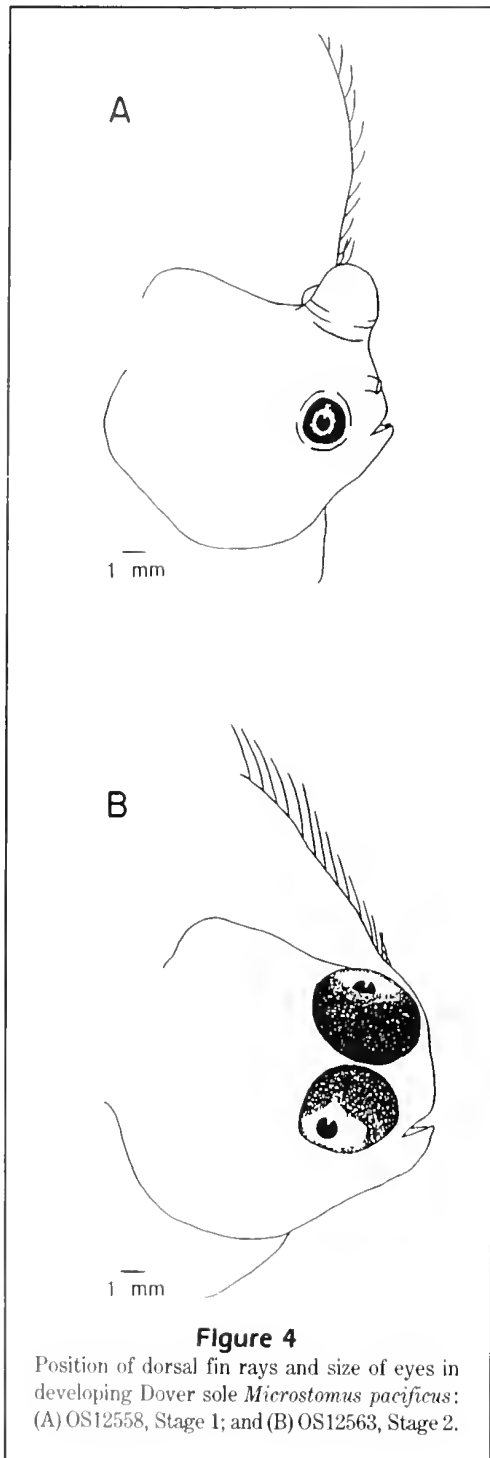 A
1 mm
B
1 mm
Figure 4
Position of dorsal fin rays and size of eyes in
developing Dover sole Microstomus pacificus:
(A) OS12558, Stage 1; and (B) OS12563, Stage 2.